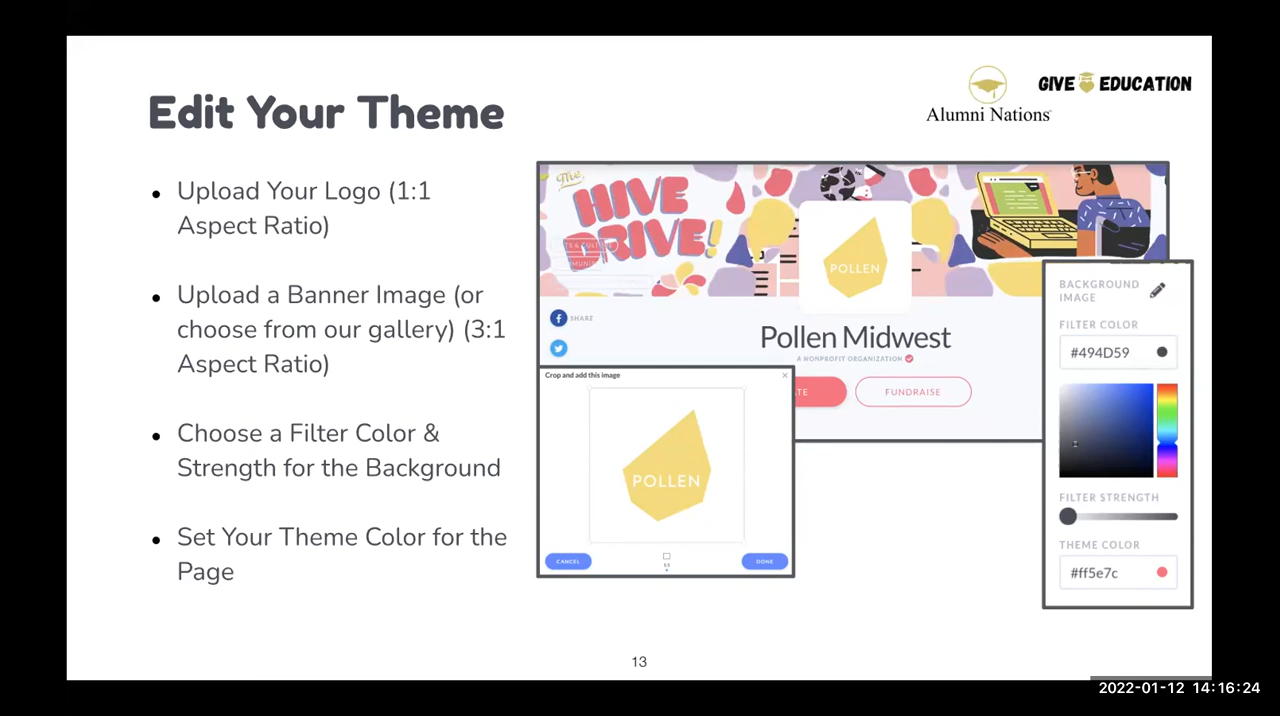 Alumni Nations
GIVE EDUCATION
Edit Your Theme
Upload Your Logo (1:1
Aspect Ratio)
Upload a Banner Image (or
choose from our gallery) (3:1
Aspect Ratio)
Choose a Filter Color &
Strength for the Background
Set Your Theme Color for the
Page
The
HIVE
DRIVE!
POLLEN
SHARE
Pollen Midwest
A NONPROFIT ORGANIZATION
FUNDRAISE
Crop and add this image
POLLEN
CANCEL
1:1
DONE
BACKGROUND
IMAGE
FILTER COLOR
#494D59
FILTER STRENGTH
THEME COLOR
#ff5e7c
13
2022-01-12 14:16:24